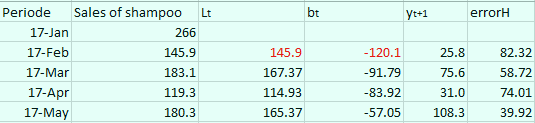 Periode Sales of shampoo Lt bt yt+1 errorH
17-Jan 266
17-Feb 145.9 145.9 -120.1 25.8 82.32
17-Mar 183.1 167.37 -91.79 75.6 58.72
17-Apr 119.3 114.93 -83.92 31.0 74.01
17-May 180.3 165.37 -57.05 108.3 39.92